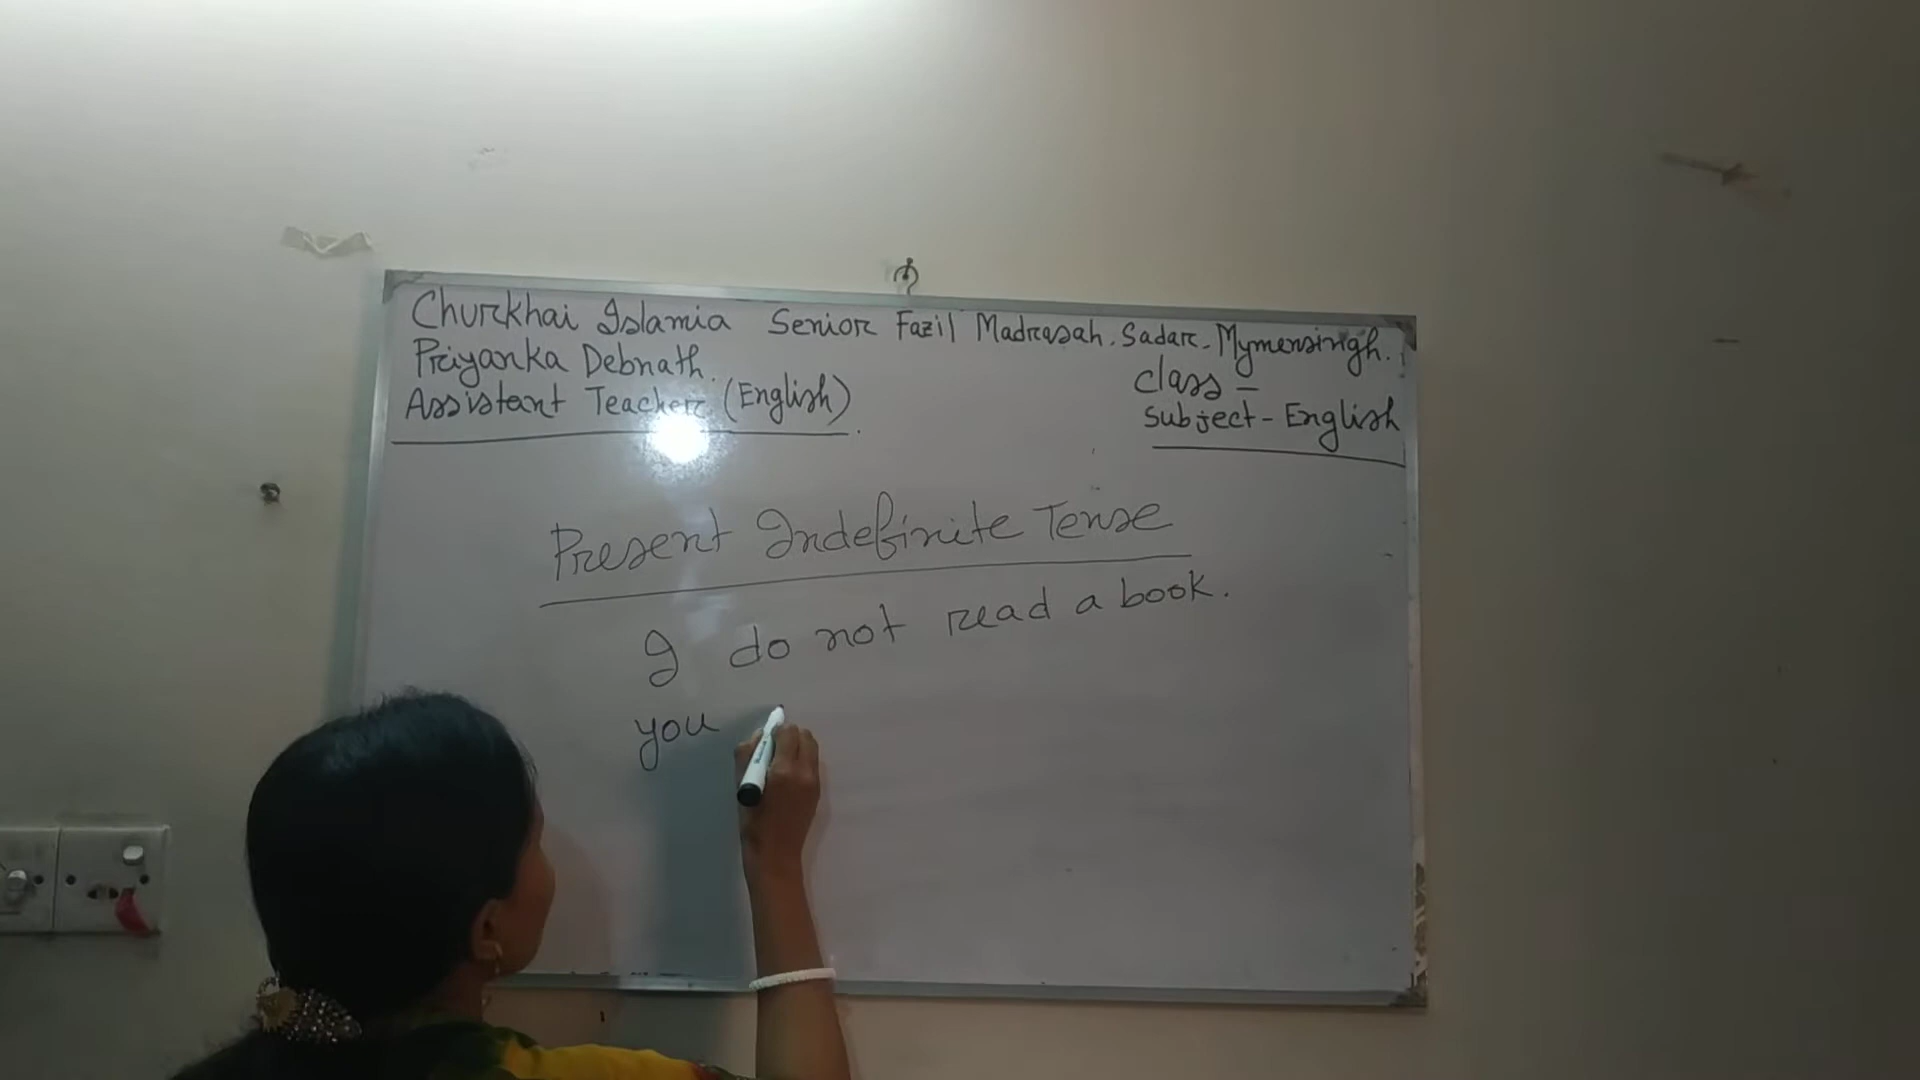 Churkhai Islamia Senior Fazil Madrasah. Sadar - Mymensingh.
Priyanka Debnath.
Assistant Teacher (English).
Class -
Subject - English
Present Indefinite Tense
I do not read a book.
you